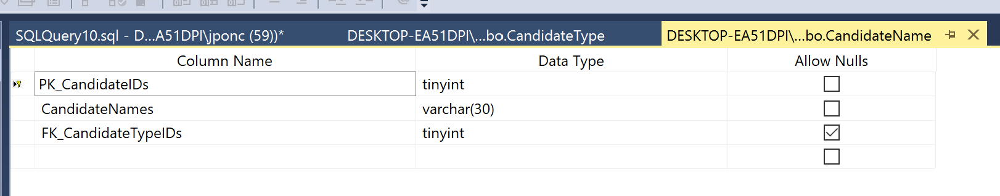 SQLQuery10.sql - D...A51DPI\jponc (59))* DESKTOP-EA51DPI\...bo.CandidateType DESKTOP-EA51DPI\...bo.CandidateName
Column Name Data Type Allow Nulls
PK_CandidateIDs tinyint
CandidateNames varchar(30)
FK_CandidateTypeIDs tinyint